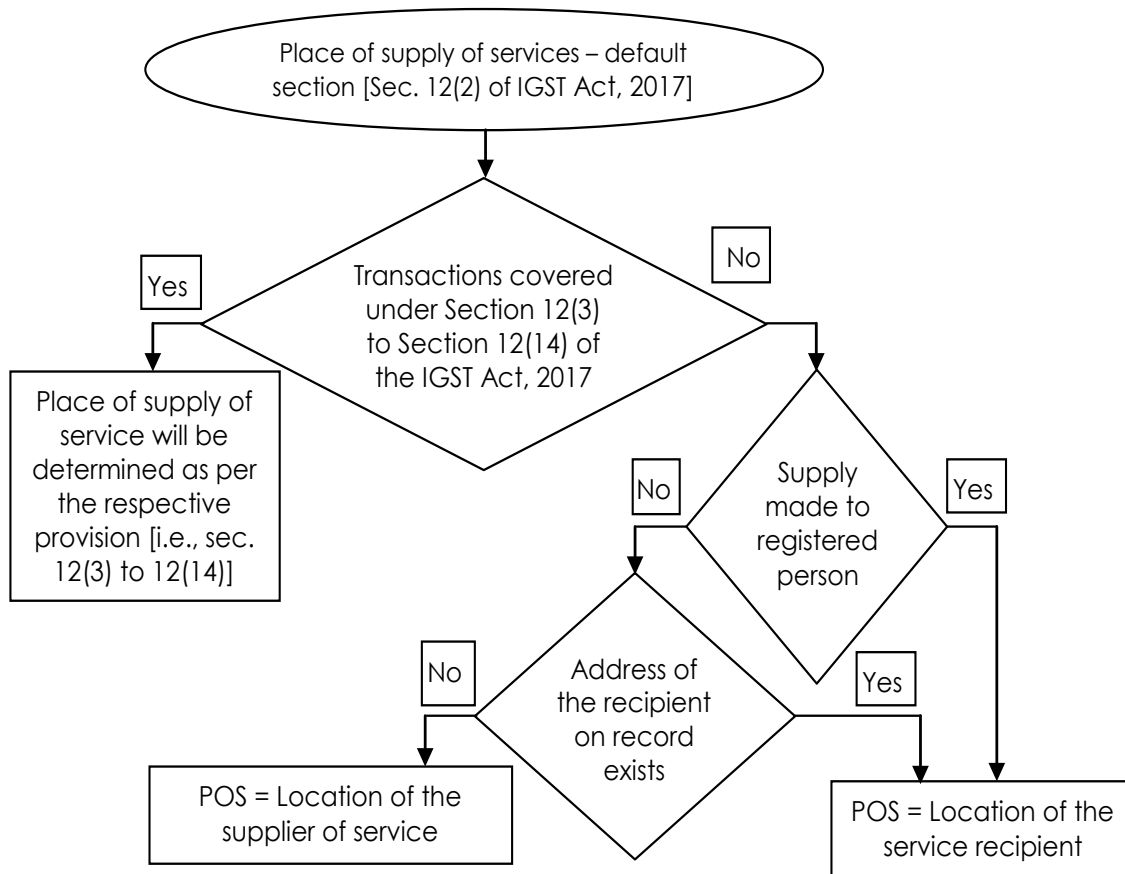 Place of supply of services – default
section [Sec. 12(2) of IGST Act, 2017]
Yes
No
Transactions covered
under Section 12(3)
to Section 12(14) of
the IGST Act, 2017
Place of supply of
service will be
determined as per
the respective
provision [i.e., sec.
12(3) to 12(14)]
No
Yes
Supply
made to
registered
person
No
Yes
Address of
the recipient
on record
exists
POS = Location of the
supplier of service
POS = Location of the
service recipient